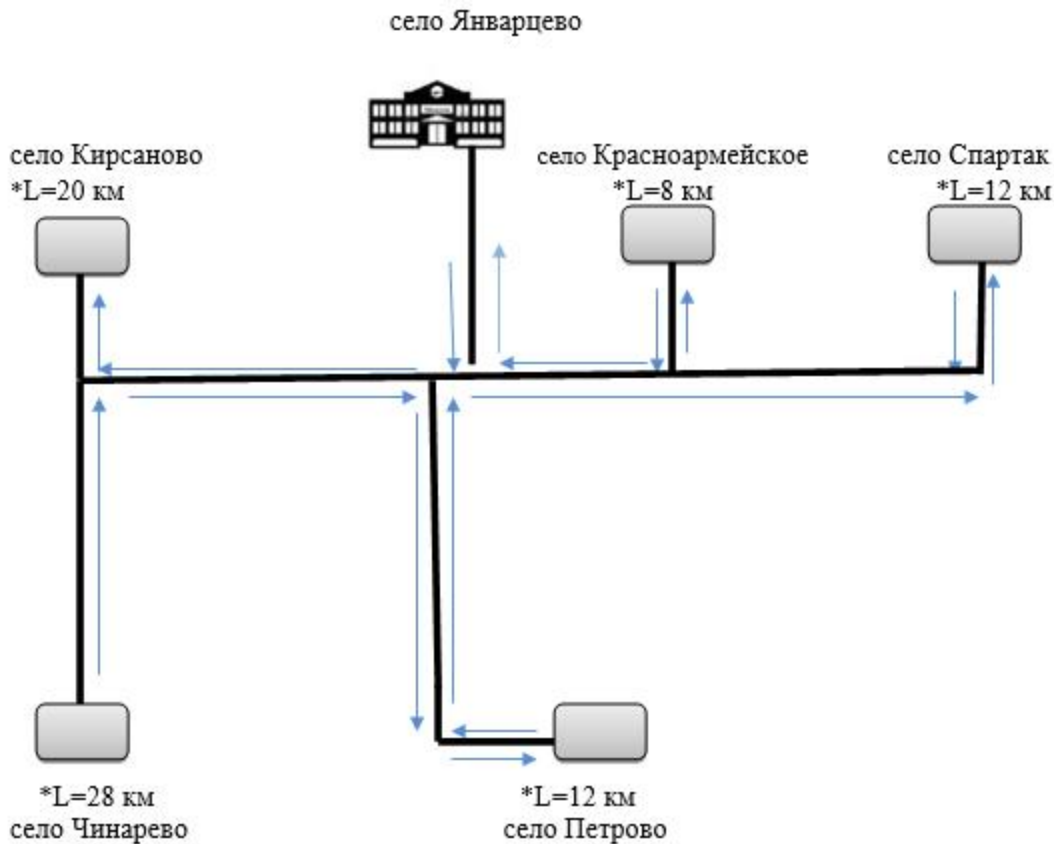 село Январцево
село Кирсаново
*L=20 км
село Красноармейское
*L=8 км
село Спартак
*L=12 км
*L=28 км
село Чинарево
*L=12 км
село Петрово